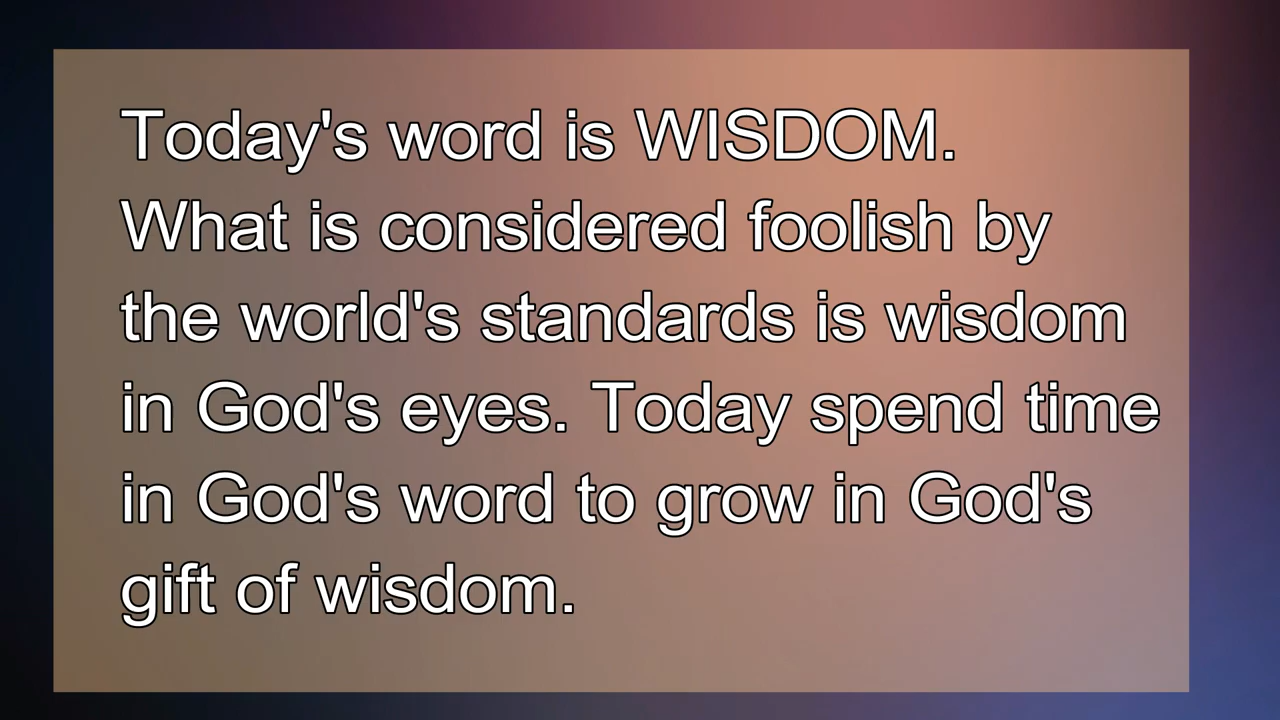 Today's word is WISDOM.
What is considered foolish by
the world's standards is wisdom
in God's eyes. Today spend time
in God's word to grow in God's
gift of wisdom.